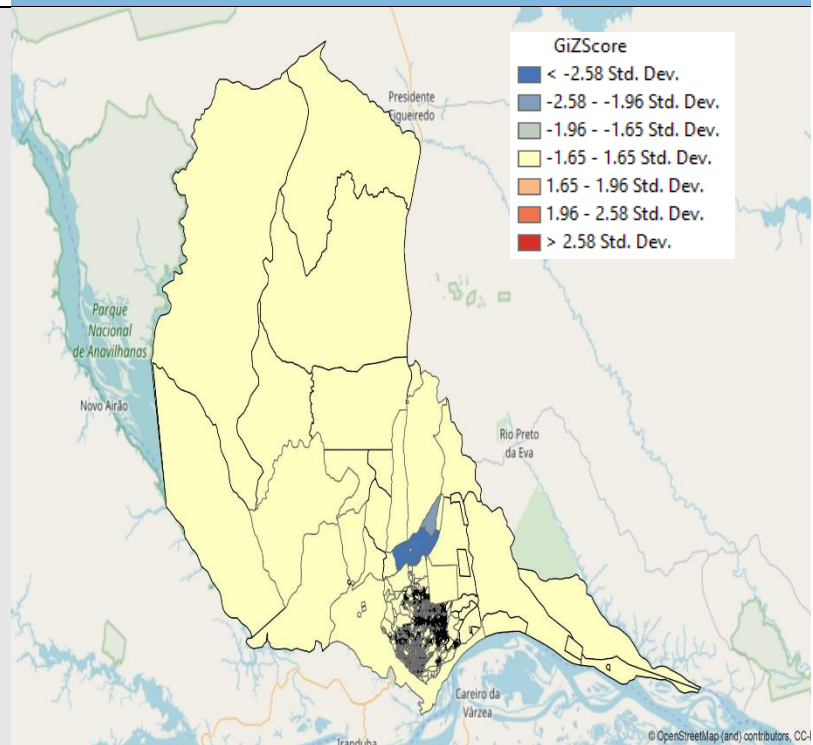 GiZScore
< -2.58 Std. Dev.
-2.58 - -1.96 Std. Dev.
-1.96 - -1.65 Std. Dev.
-1.65 - 1.65 Std. Dev.
1.65 - 1.96 Std. Dev.
1.96 - 2.58 Std. Dev.
> 2.58 Std. Dev.
Presidente
Figueiredo
Parque
Nacional
de Anavilhanas
Novo Airão
Rio Preto
da Eva
Careiro da
Várzea
Iranduba
© OpenStreetMap (and) contributors, CC-